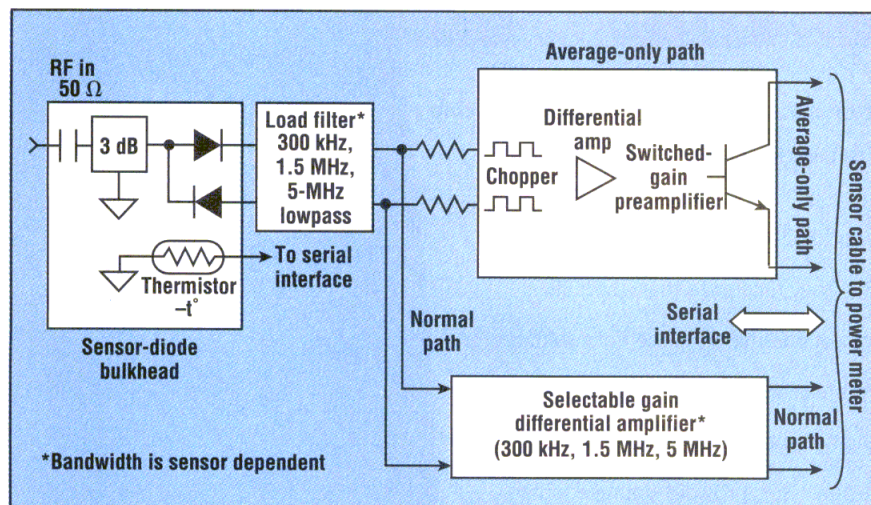 RF in
50 Ω
3 dB
Thermistor
–t°
To serial
interface
Sensor-diode
bulkhead
Load filter*
300 kHz,
1.5 MHz,
5-MHz
lowpass
Average-only path
Chopper
Differential
amp
Switched-
gain
preamplifier
Average-only path
Normal
path
Serial
interface
Selectable gain
differential amplifier*
(300 kHz, 1.5 MHz, 5 MHz)
Normal
path
Sensor cable to power meter
*Bandwidth is sensor dependent